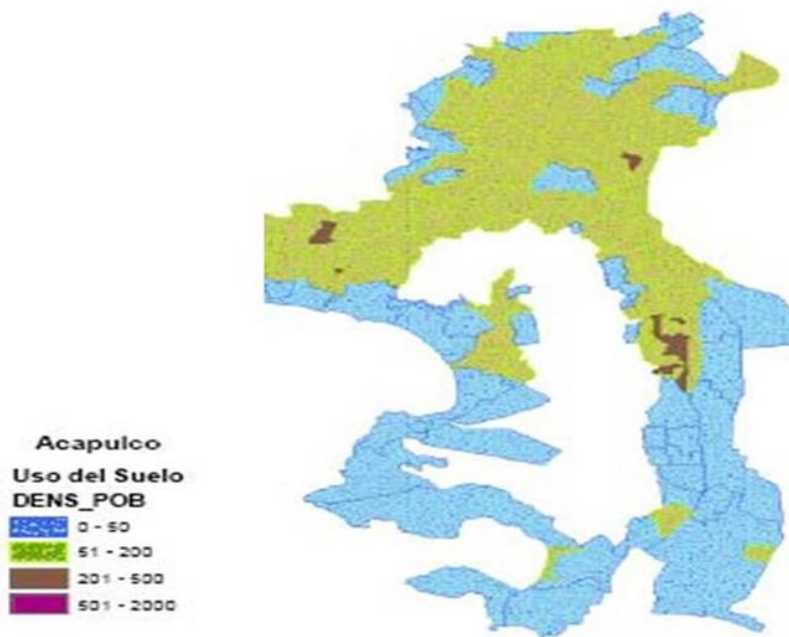 Acapulco
Uso del Suelo
DENS_POB
0 - 50
51 - 200
201 - 500
501 - 2000